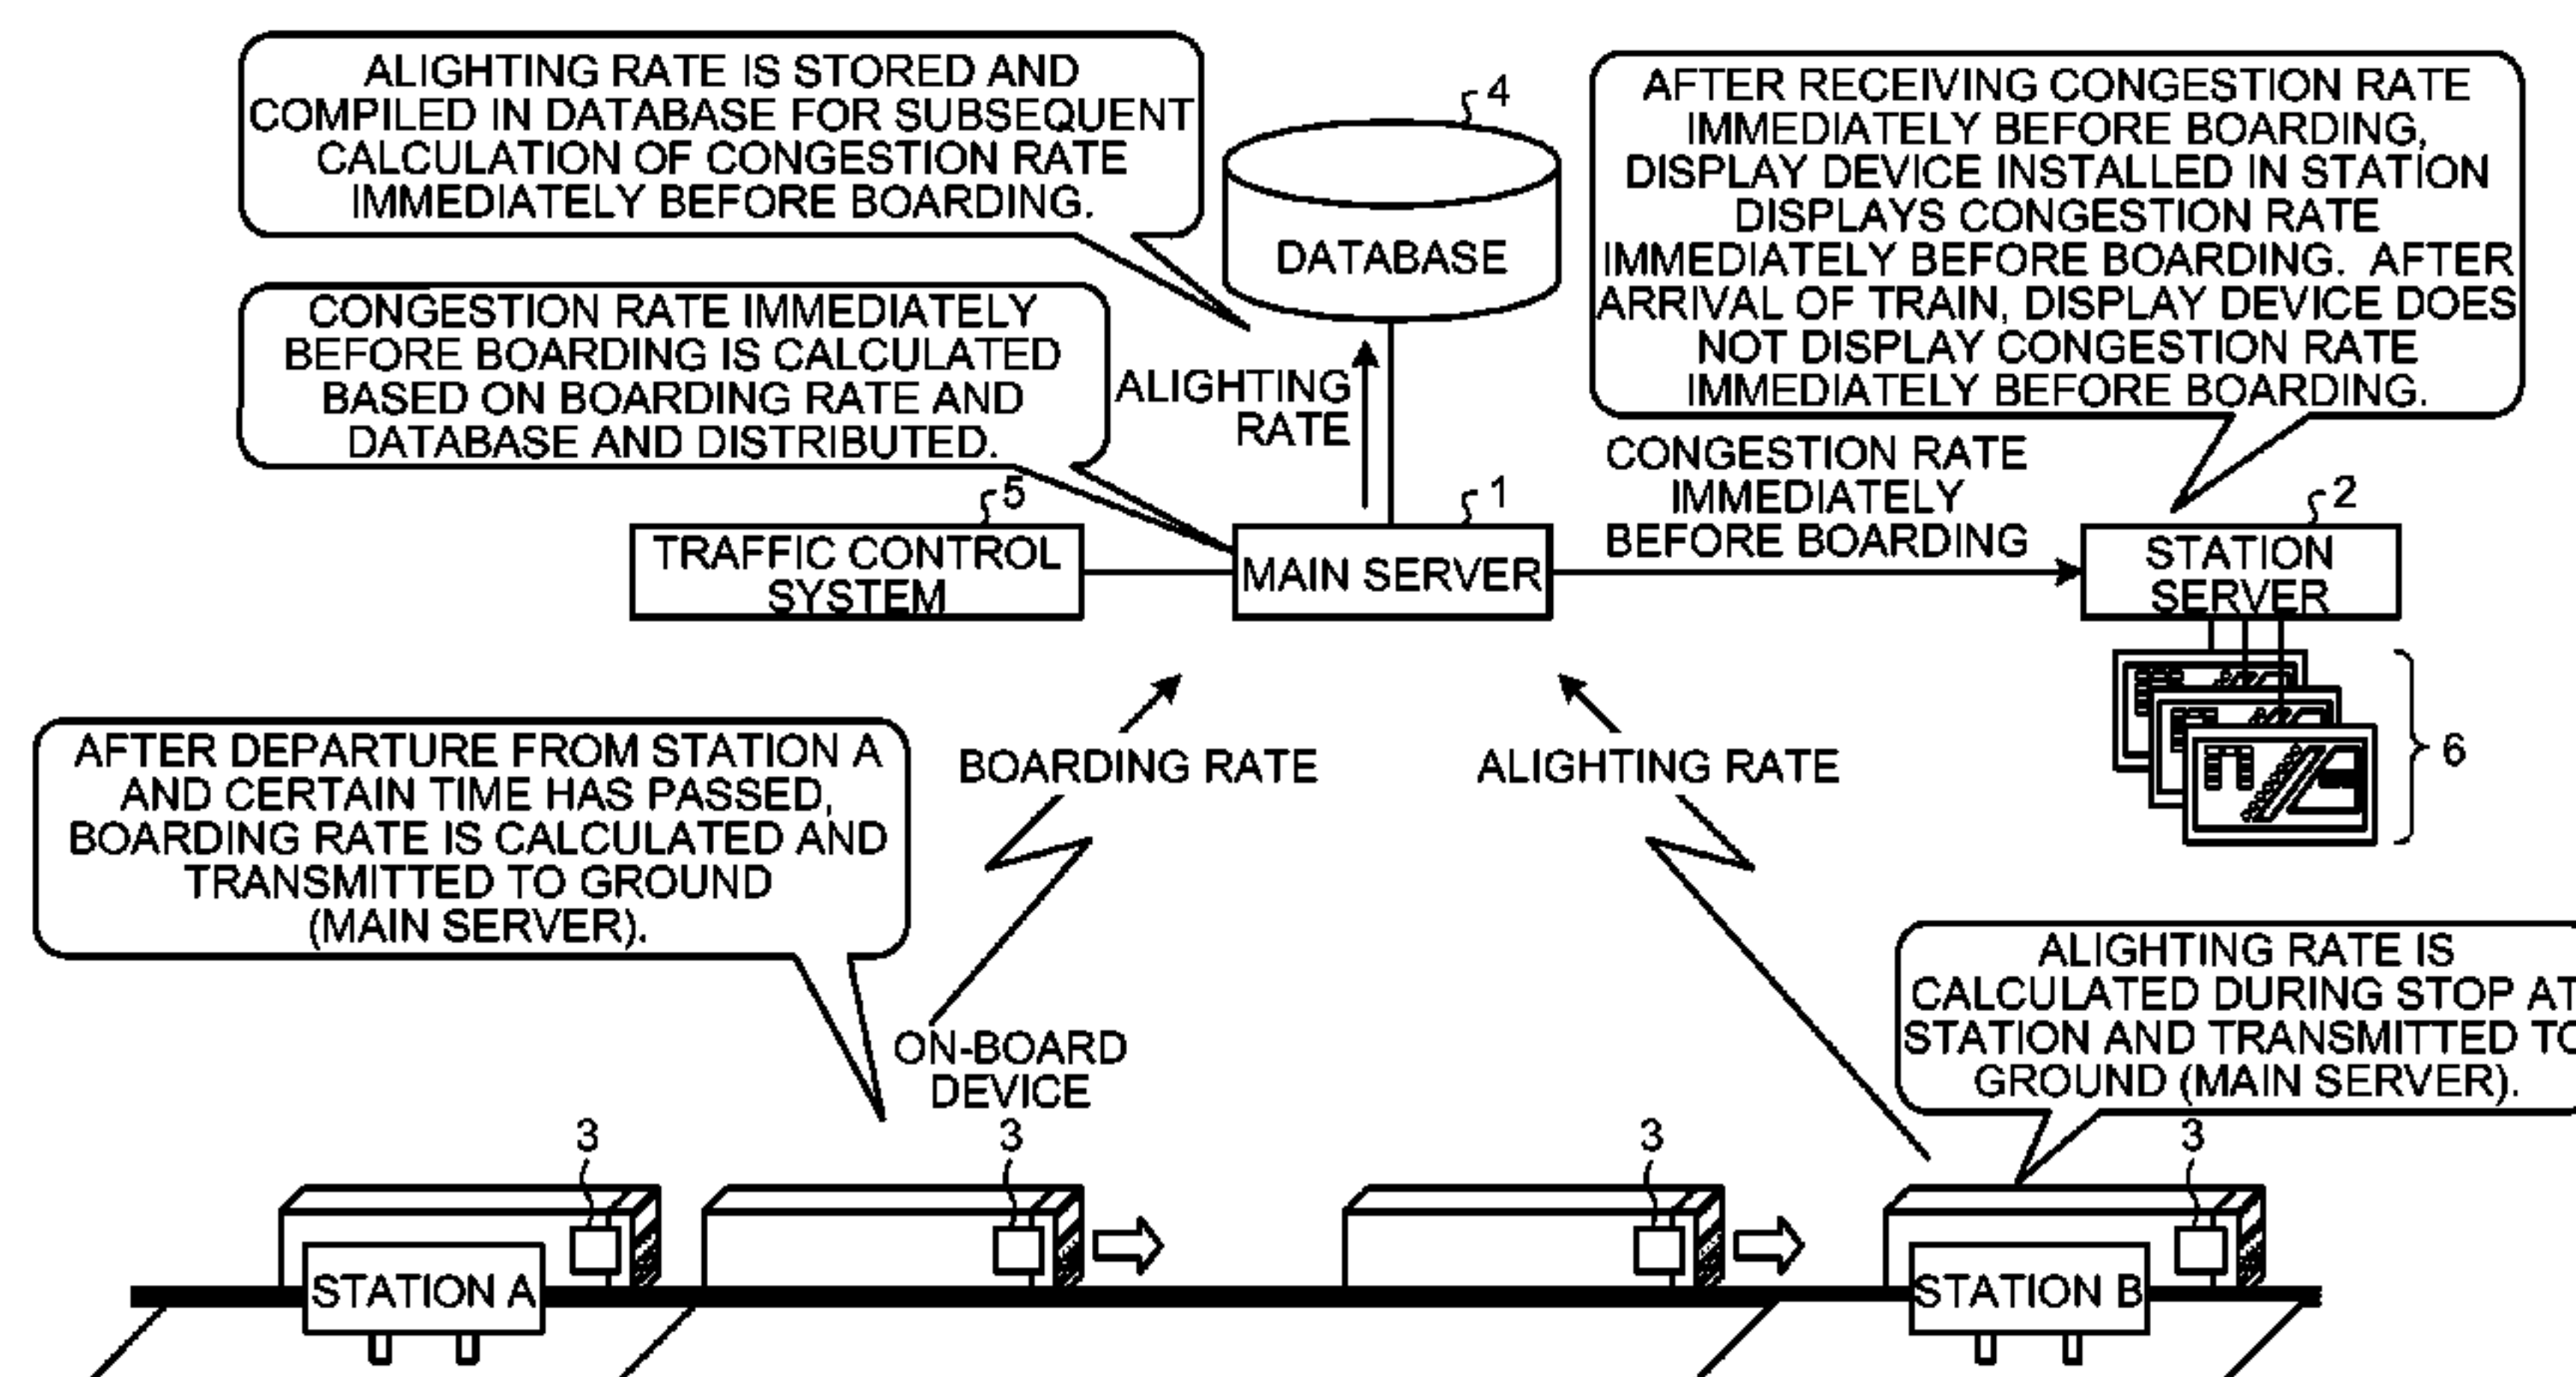 ALIGHTING RATE IS STORED AND
COMPILED IN DATABASE FOR SUBSEQUENT
CALCULATION OF CONGESTION RATE
IMMEDIATELY BEFORE BOARDING.
4
DATABASE
AFTER RECEIVING CONGESTION RATE
IMMEDIATELY BEFORE BOARDING,
DISPLAY DEVICE INSTALLED IN STATION
DISPLAYS CONGESTION RATE
IMMEDIATELY BEFORE BOARDING. AFTER
ARRIVAL OF TRAIN, DISPLAY DEVICE DOES
NOT DISPLAY CONGESTION RATE
IMMEDIATELY BEFORE BOARDING.
CONGESTION RATE IMMEDIATELY
BEFORE BOARDING IS CALCULATED
BASED ON BOARDING RATE AND
DATABASE AND DISTRIBUTED.
ALIGHTING
RATE
CONGESTION RATE
IMMEDIATELY
BEFORE BOARDING
5
TRAFFIC CONTROL
SYSTEM
1
MAIN SERVER
2
STATION
SERVER
6
AFTER DEPARTURE FROM STATION A
AND CERTAIN TIME HAS PASSED,
BOARDING RATE IS CALCULATED AND
TRANSMITTED TO GROUND
(MAIN SERVER).
BOARDING RATE
ALIGHTING RATE
ALIGHTING RATE IS
CALCULATED DURING STOP AT
STATION AND TRANSMITTED TO
GROUND (MAIN SERVER).
ON-BOARD
DEVICE
3
3
3
3
STATION A
STATION B